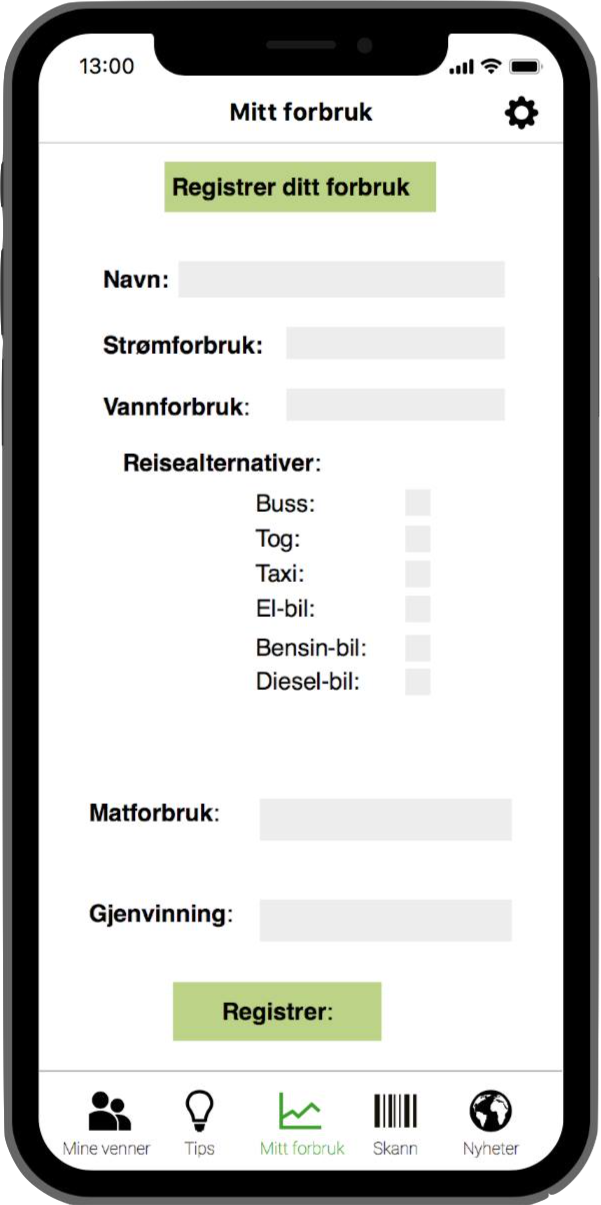 13:00
Mitt forbruk
Registrer ditt forbruk
Navn:
Strømforbruk:
Vannforbruk:
Reisealternativer:
Buss:
Tog:
Taxi:
El-bil:
Bensin-bil:
Diesel-bil:
Matforbruk:
Gjenvinning:
Registrer:
Mine venner Tips Mitt forbruk Skann Nyheter